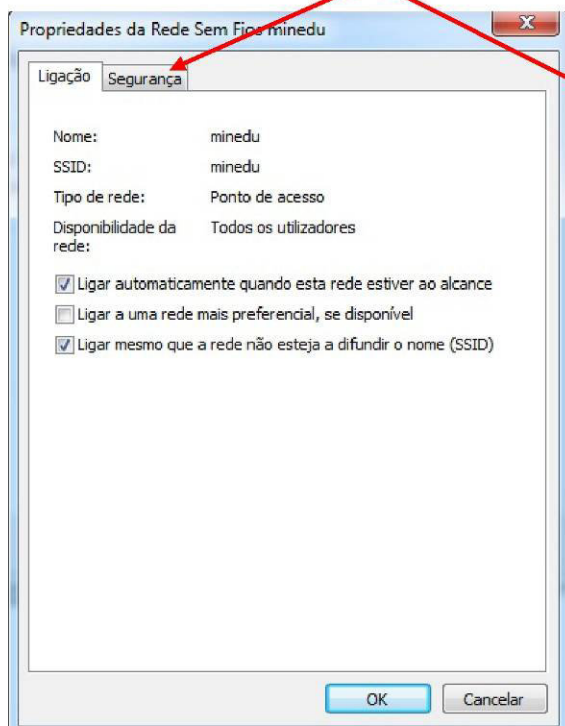 Propriedades da Rede Sem Fios minedu
Ligação Segurança
Nome: minedu
SSID: minedu
Tipo de rede: Ponto de acesso
Disponibilidade da Todos os utilizadores
rede:
Ligar automaticamente quando esta rede estiver ao alcance
Ligar a uma rede mais preferencial, se disponível
Ligar mesmo que a rede não esteja a difundir o nome (SSID)
OK Cancelar